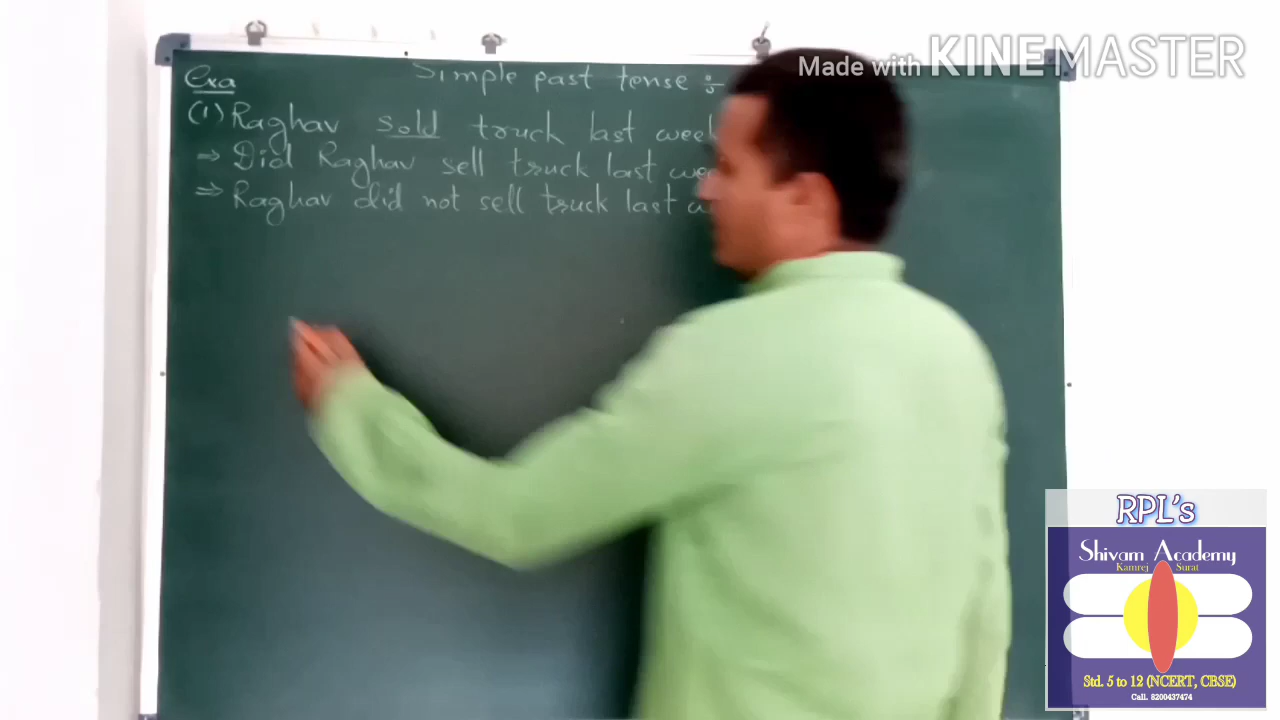 Made with KINEMASTER
Exa
Simple past tense :-
(1) Raghav sold truck last
⇒ Did Raghav sell truck last
⇒ Raghav did not sell truck last
RPL's
Shivam Academy
Kamrej Surat
Std. 5 to 12 (NCERT, CBSE)
Call. 8200437474